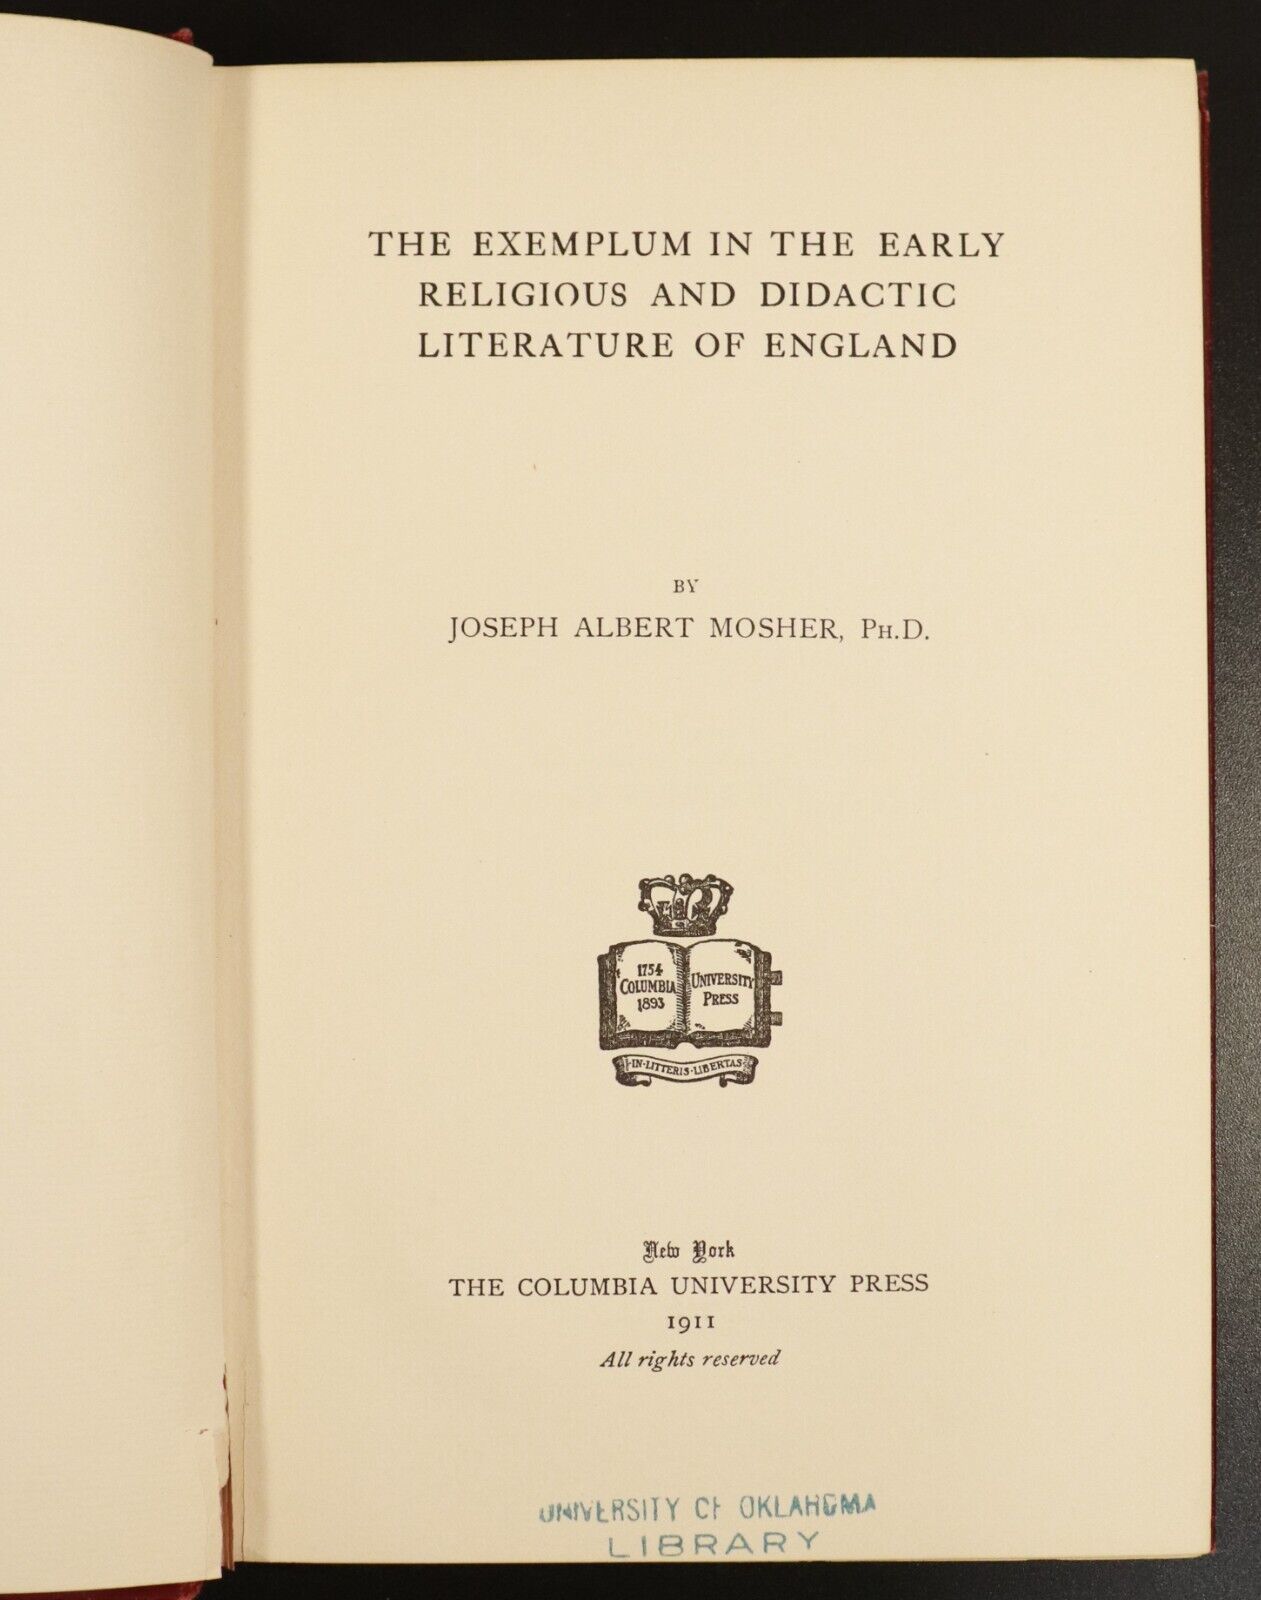 THE EXEMPLUM IN THE EARLY
RELIGIOUS AND DIDACTIC
LITERATURE OF ENGLAND
BY
JOSEPH ALBERT MOSHER, PH.D.
1754
COLUMBIA
1893
UNIVERSITY
PRESS
IN·LITTERIS·LIBERTAS
New York
THE COLUMBIA UNIVERSITY PRESS
1911
All rights reserved
UNIVERSITY OF OKLAHOMA
LIBRARY